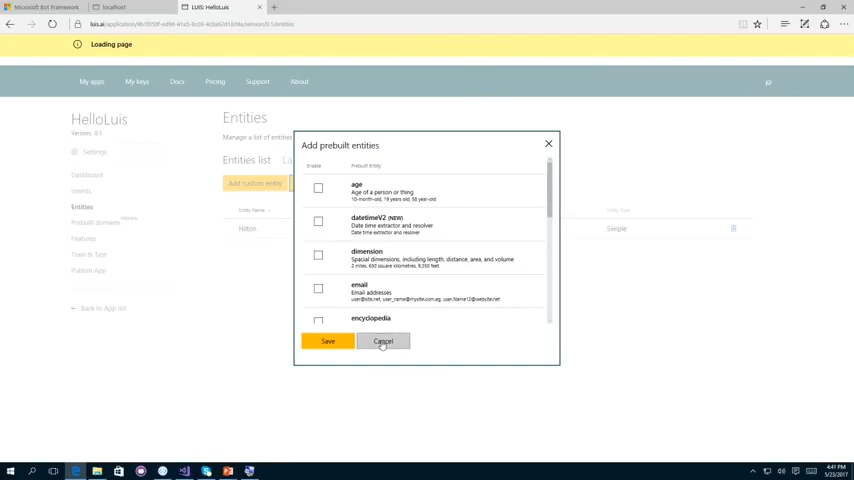 Microsoft Bot Framework
localhost
LUIS: HelloLuis
Loading page
My apps
My keys
Docs
Pricing
Support
About
HelloLuis
Version: 0.1
Settings
Dashboard
Intents
Entities
Prebuilt domains
Features
Train & Test
Publish App
Back to App list
Entities
Manage a list of entities
Entities list
La
Add custom entity
Entity Name
Entity Type
Hilton
Simple
Add prebuilt entities
Enable
Prebuilt Entity
age
Age of a person or thing
10-month-old, 19 years old, 58 year-old
datetimeV2 (NEW)
Date time extractor and resolver
Date time extractor and resolver
dimension
Spacial dimensions, including length, distance, area, and volume
2 miles, 650 square kilometres, 9,350 feet
email
Email addresses
user@site.net, user_name@mysite.com.eg, user.Name12@website.net
encyclopedia
Save
Cancel
4:41 PM
5/23/2017